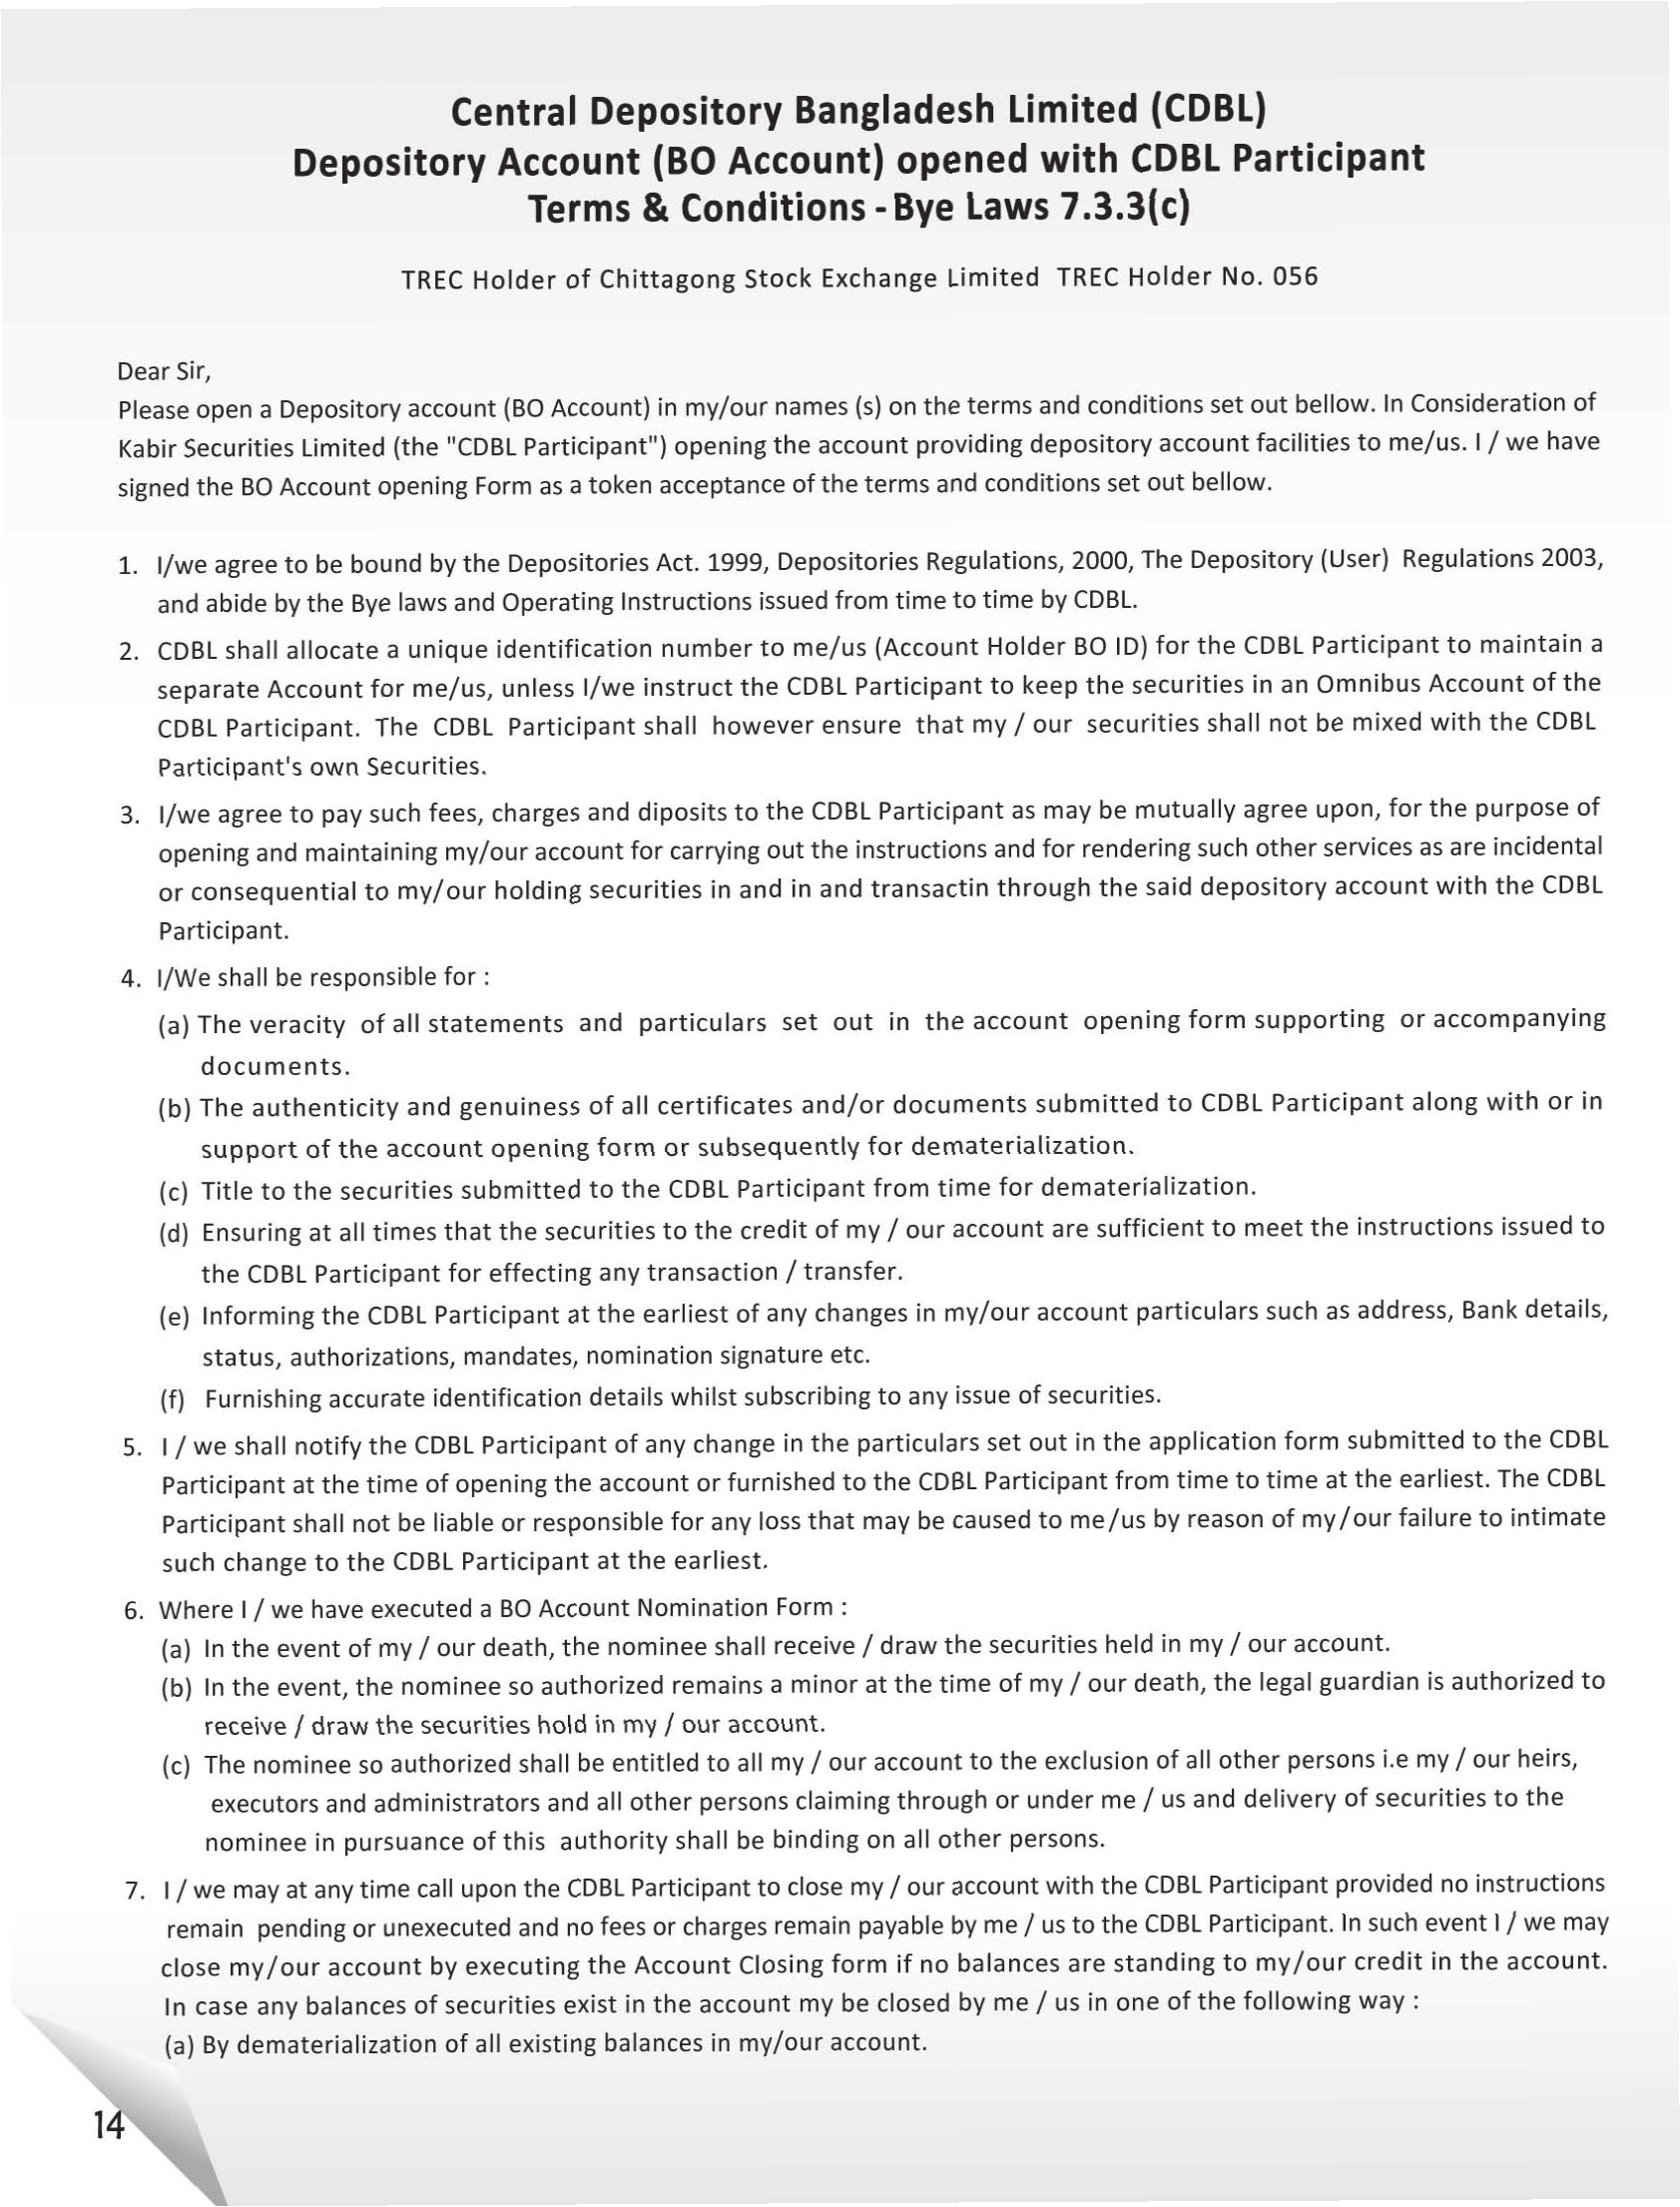 Central Depository Bangladesh Limited (CDBL)
Depository Account (BO Account) opened with CDBL Participant
Terms & Conditions - Bye Laws 7.3.3(c)
TREC Holder of Chittagong Stock Exchange Limited TREC Holder No. 056
Dear Sir,
Please open a Depository account (BO Account) in my/our names (s) on the terms and conditions set out bellow. In Consideration of
Kabir Securities Limited (the "CDBL Participant") opening the account providing depository account facilities to me/us. I / we have
signed the BO Account opening Form as a token acceptance of the terms and conditions set out bellow.
1. I/we agree to be bound by the Depositories Act. 1999, Depositories Regulations, 2000, The Depository (User) Regulations 2003,
and abide by the Bye laws and Operating Instructions issued from time to time by CDBL.
2. CDBL shall allocate a unique identification number to me/us (Account Holder BO ID) for the CDBL Participant to maintain a
separate Account for me/us, unless I/we instruct the CDBL Participant to keep the securities in an Omnibus Account of the
CDBL Participant. The CDBL Participant shall however ensure that my / our securities shall not be mixed with the CDBL
Participant's own Securities.
3. I/we agree to pay such fees, charges and diposits to the CDBL Participant as may be mutually agree upon, for the purpose of
opening and maintaining my/our account for carrying out the instructions and for rendering such other services as are incidental
or consequential to my/our holding securities in and in and transactin through the said depository account with the CDBL
Participant.
4. I/We shall be responsible for :
(a) The veracity of all statements and particulars set out in the account opening form supporting or accompanying
documents.
(b) The authenticity and genuiness of all certificates and/or documents submitted to CDBL Participant along with or in
support of the account opening form or subsequently for dematerialization.
(c) Title to the securities submitted to the CDBL Participant from time for dematerialization.
(d) Ensuring at all times that the securities to the credit of my / our account are sufficient to meet the instructions issued to
the CDBL Participant for effecting any transaction / transfer.
(e) Informing the CDBL Participant at the earliest of any changes in my/our account particulars such as address, Bank details,
status, authorizations, mandates, nomination signature etc.
(f) Furnishing accurate identification details whilst subscribing to any issue of securities.
5. I / we shall notify the CDBL Participant of any change in the particulars set out in the application form submitted to the CDBL
Participant at the time of opening the account or furnished to the CDBL Participant from time to time at the earliest. The CDBL
Participant shall not be liable or responsible for any loss that may be caused to me/us by reason of my/our failure to intimate
such change to the CDBL Participant at the earliest.
6. Where I / we have executed a BO Account Nomination Form :
(a) In the event of my / our death, the nominee shall receive / draw the securities held in my / our account.
(b) In the event, the nominee so authorized remains a minor at the time of my / our death, the legal guardian is authorized to
receive / draw the securities hold in my / our account.
(c) The nominee so authorized shall be entitled to all my / our account to the exclusion of all other persons i.e my / our heirs,
executors and administrators and all other persons claiming through or under me / us and delivery of securities to the
nominee in pursuance of this authority shall be binding on all other persons.
7. I / we may at any time call upon the CDBL Participant to close my / our account with the CDBL Participant provided no instructions
remain pending or unexecuted and no fees or charges remain payable by me / us to the CDBL Participant. In such event I / we may
close my/our account by executing the Account Closing form if no balances are standing to my/our credit in the account.
In case any balances of securities exist in the account my be closed by me / us in one of the following way :
(a) By dematerialization of all existing balances in my/our account.
14